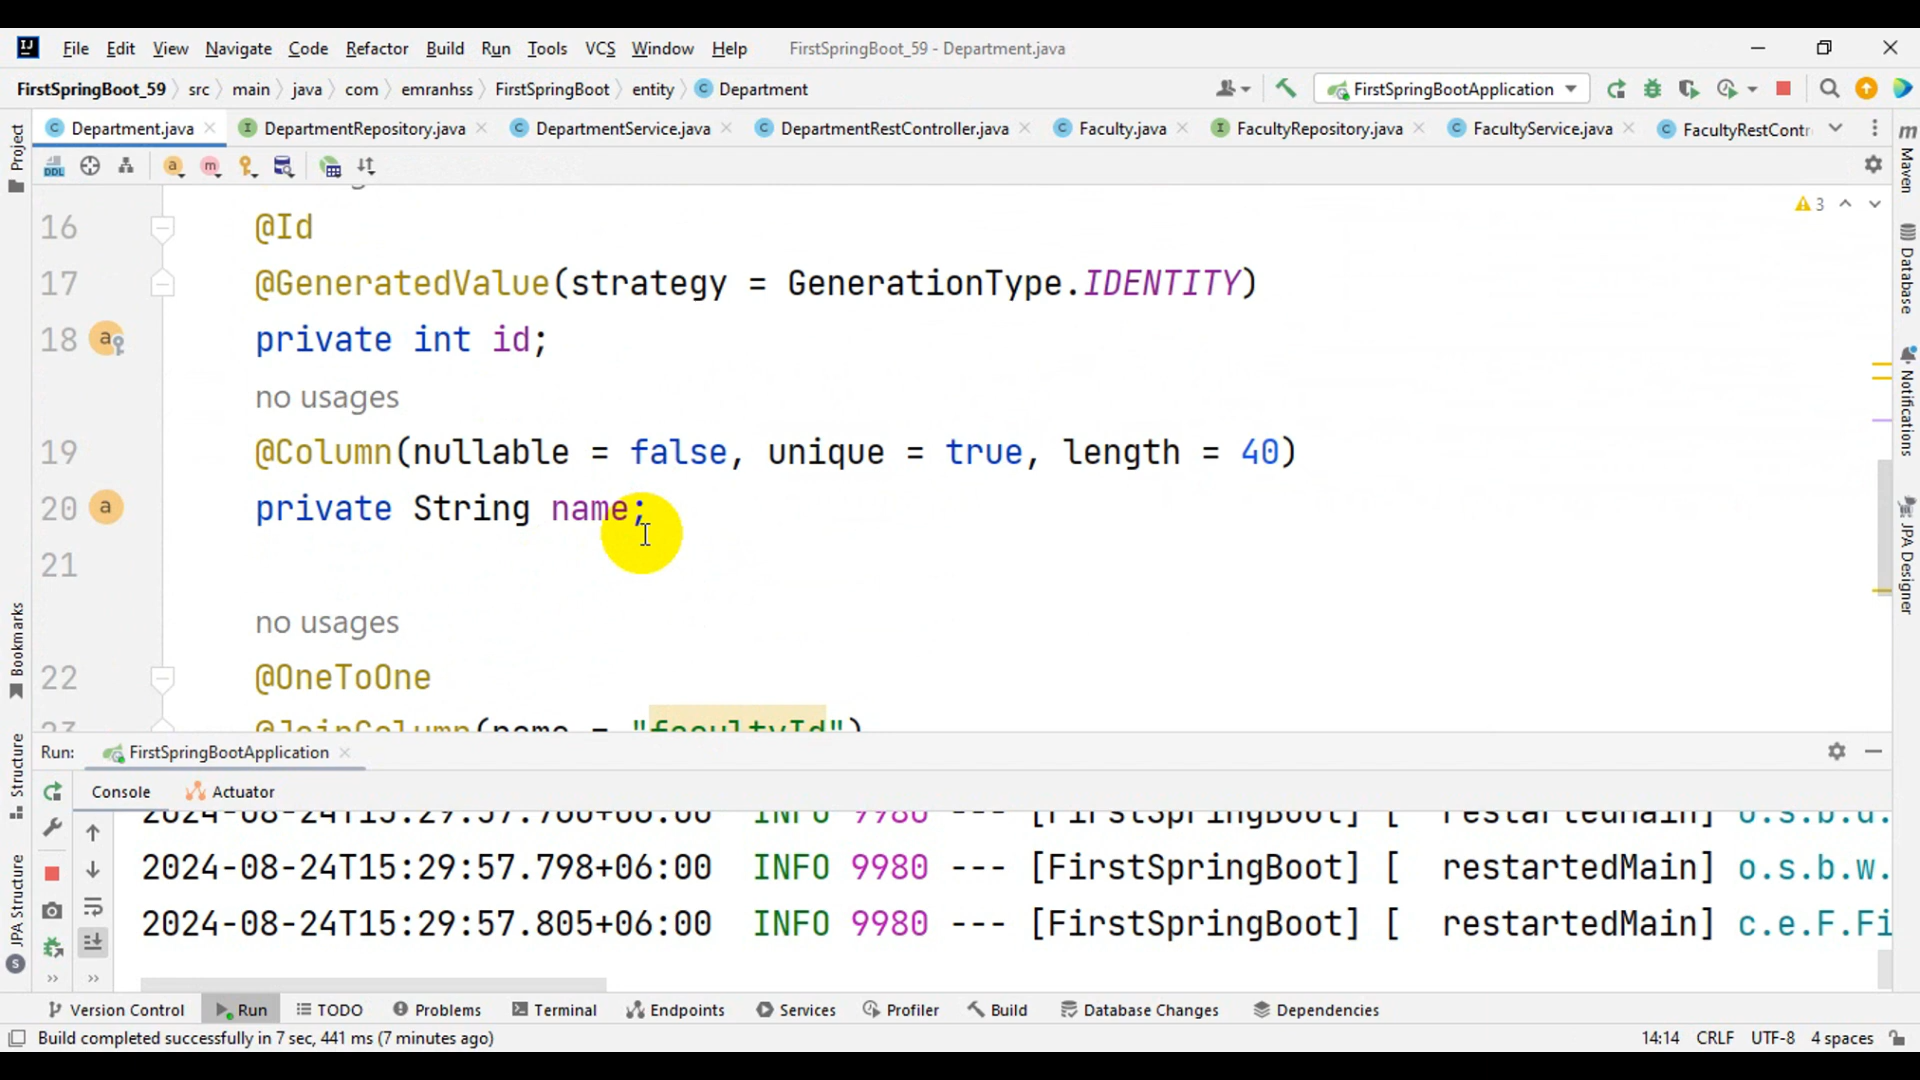 File Edit View Navigate Code Refactor Build Run Tools VCS Window Help FirstSpringBoot_59 - Department.java
FirstSpringBoot_59 src main java com emranhss FirstSpringBoot entity Department FirstSpringBootApplication
Department.java DepartmentRepository.java DepartmentService.java DepartmentRestController.java Faculty.java FacultyRepository.java FacultyService.java FacultyRestContr
DDL
3
16 @Id
17 @GeneratedValue(strategy = GenerationType.IDENTITY)
18 private int id;
no usages
19 @Column(nullable = false, unique = true, length = 40)
20 private String name;
21
no usages
22 @OneToOne
23 @JoinColumn(name = "facultyId")
Project
Bookmarks
Structure
JPA Structure
Maven
Database
Notifications
JPA Designer
Run: FirstSpringBootApplication
Console Actuator
2024-08-24T15:29:57.798+06:00 INFO 9980 --- [FirstSpringBoot] [ restartedMain] o.s.b.w.
2024-08-24T15:29:57.805+06:00 INFO 9980 --- [FirstSpringBoot] [ restartedMain] c.e.F.Fi
Version Control Run TODO Problems Terminal Endpoints Services Profiler Build Database Changes Dependencies
Build completed successfully in 7 sec, 441 ms (7 minutes ago) 14:14 CRLF UTF-8 4 spaces